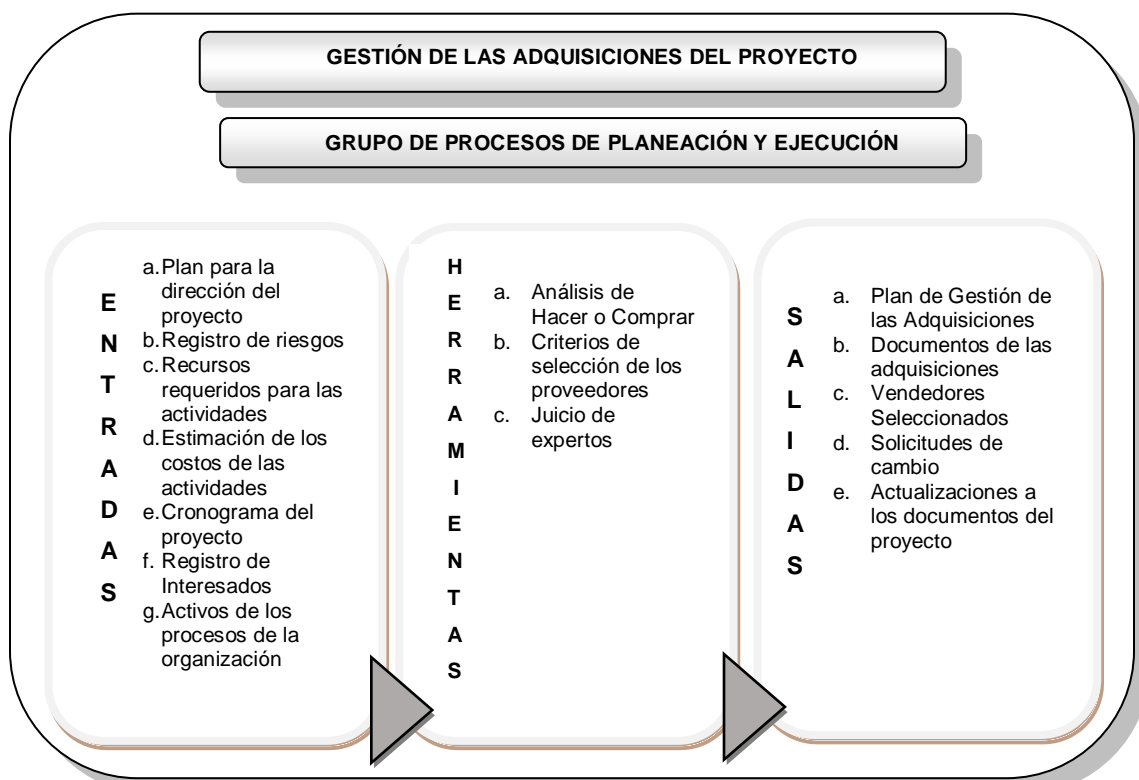 GESTIÓN DE LAS ADQUISICIONES DEL PROYECTO
GRUPO DE PROCESOS DE PLANEACIÓN Y EJECUCIÓN
E
N
T
R
A
D
A
S
a.Plan para la
dirección del
proyecto
b.Registro de riesgos
c.Recursos
requeridos para las
actividades
d.Estimación de los
costos de las
actividades
e.Cronograma del
proyecto
f. Registro de
Interesados
g.Activos de los
procesos de la
organización
H
E
R
R
A
M
I
E
N
T
A
S
a. Análisis de
Hacer o Comprar
b. Criterios de
selección de los
proveedores
c. Juicio de
expertos
S
A
L
I
D
A
S
a. Plan de Gestión de
las Adquisiciones
b. Documentos de las
adquisiciones
c. Vendedores
Seleccionados
d. Solicitudes de
cambio
e. Actualizaciones a
los documentos del
proyecto